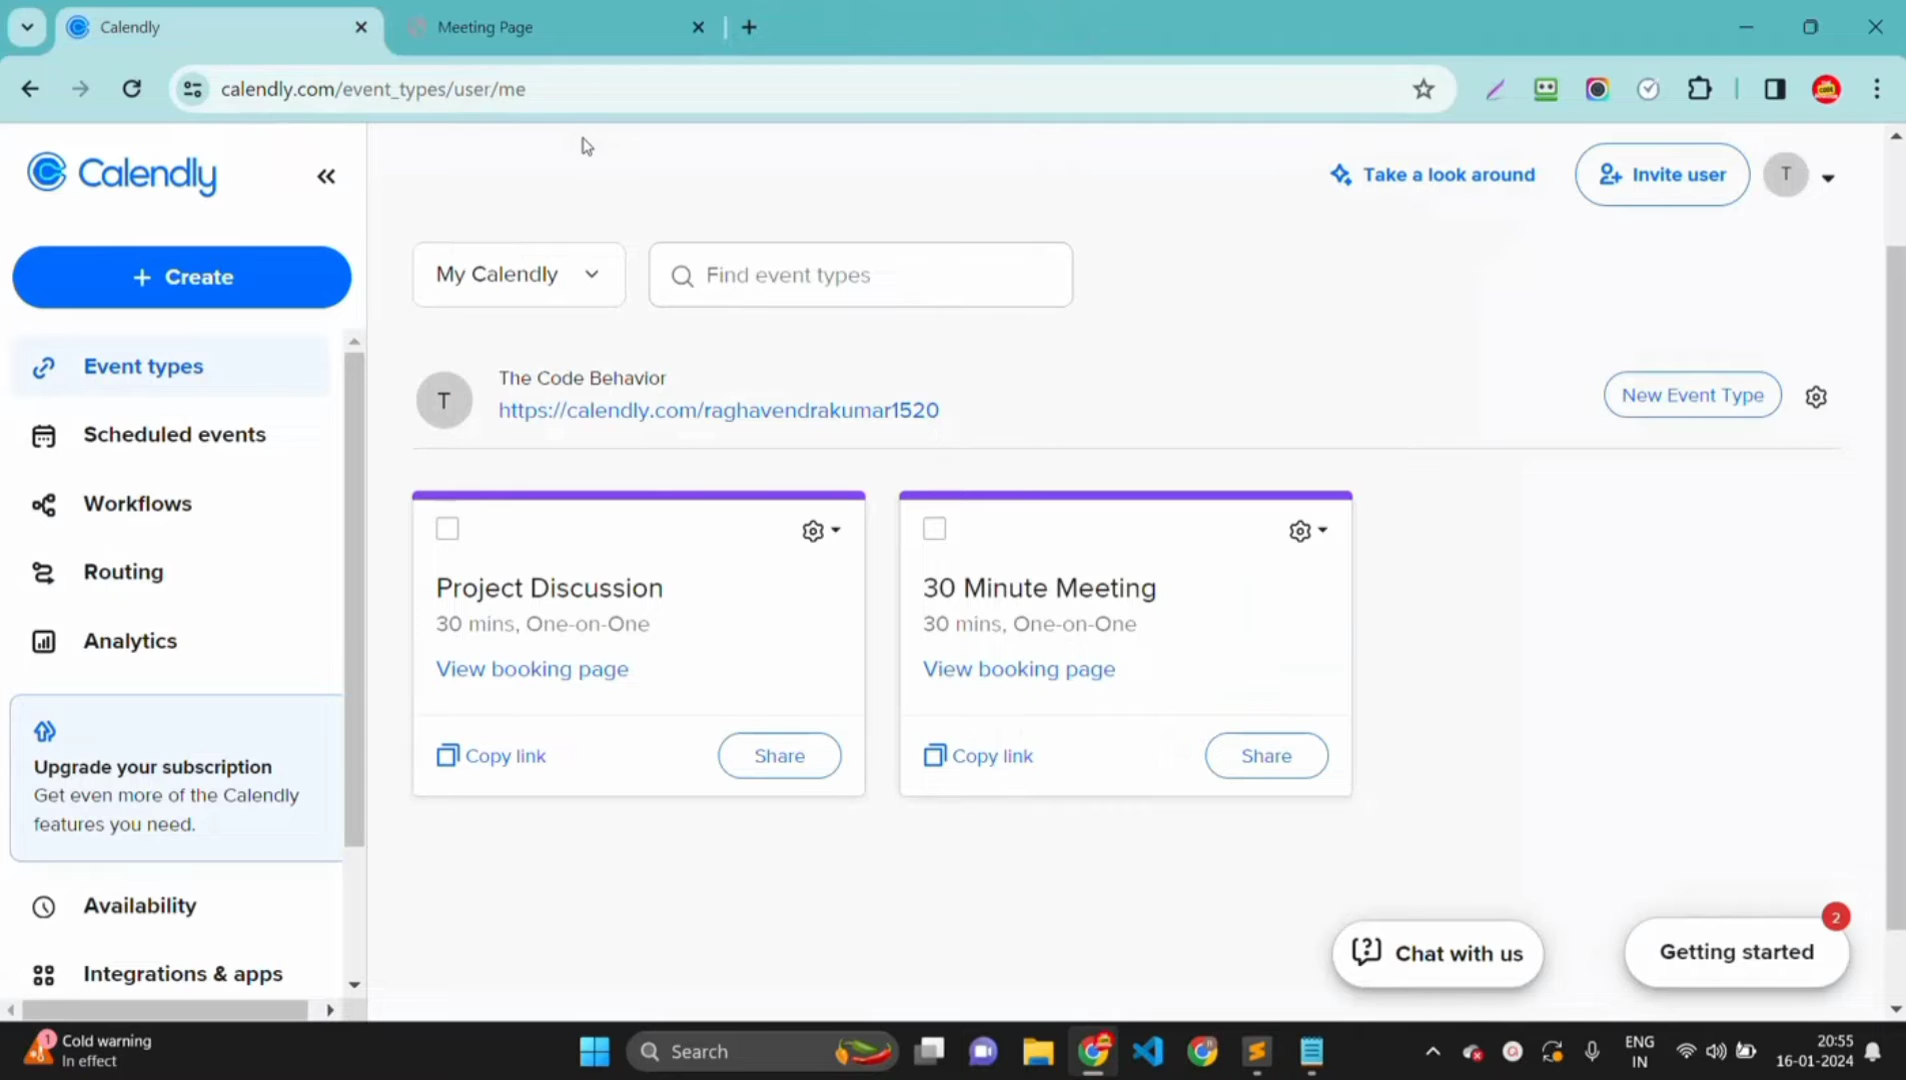 Calendly
Meeting Page
calendly.com/event_types/user/me
Calendly
Take a look around
Invite user
T
+ Create
My Calendly
Find event types
Event types
Scheduled events
Workflows
Routing
Analytics
Upgrade your subscription
Get even more of the Calendly
features you need.
Availability
Integrations & apps
T
The Code Behavior
https://calendly.com/raghavendrakumar1520
New Event Type
Project Discussion
30 mins, One-on-One
View booking page
Copy link
Share
30 Minute Meeting
30 mins, One-on-One
View booking page
Copy link
Share
Chat with us
Getting started
2
1
Cold warning
In effect
Search
ENG
IN
20:55
16-01-2024